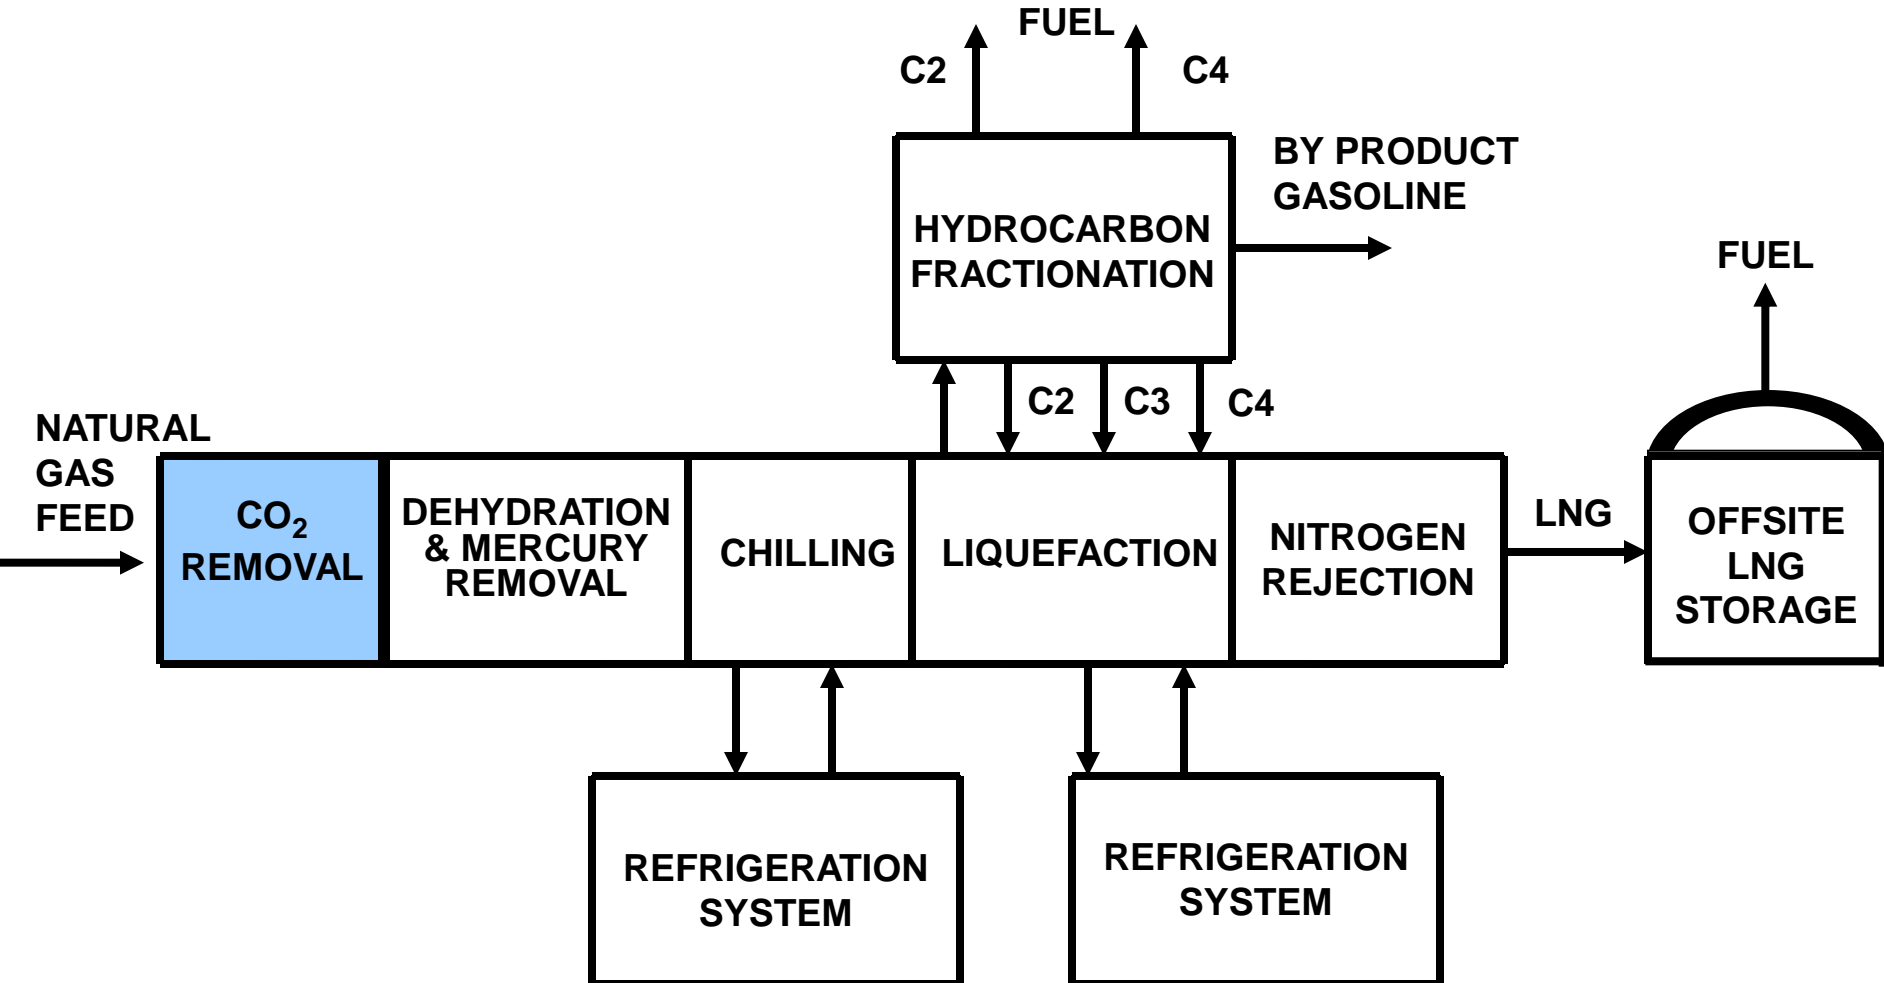 FUEL
C2
C4
BY PRODUCT
GASOLINE
HYDROCARBON
FRACTIONATION
FUEL
C2
C3
C4
NATURAL
GAS
FEED
CO₂
REMOVAL
DEHYDRATION
& MERCURY
REMOVAL
CHILLING
LIQUEFACTION
NITROGEN
REJECTION
LNG
OFFSITE
LNG
STORAGE
REFRIGERATION
SYSTEM
REFRIGERATION
SYSTEM